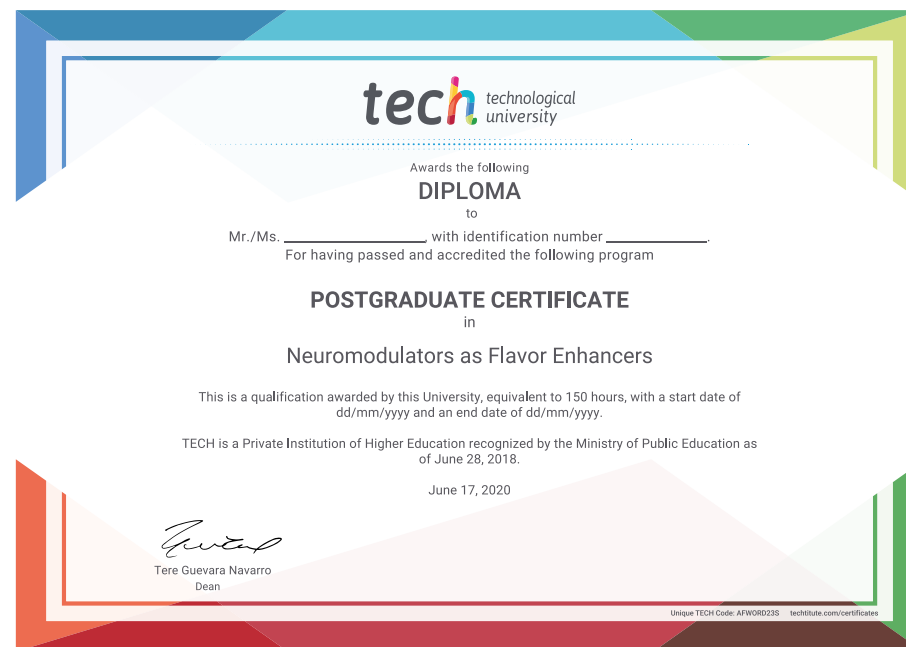 tech technological
university
Awards the following
DIPLOMA
to
Mr./Ms. ____________________, with identification number ______________.
For having passed and accredited the following program
POSTGRADUATE CERTIFICATE
in
Neuromodulators as Flavor Enhancers
This is a qualification awarded by this University, equivalent to 150 hours, with a start date of
dd/mm/yyyy and an end date of dd/mm/yyyy.
TECH is a Private Institution of Higher Education recognized by the Ministry of Public Education as
of June 28, 2018.
June 17, 2020
Tere Guevara Navarro
Dean
Unique TECH Code: AFWORD23S techtitute.com/certificates